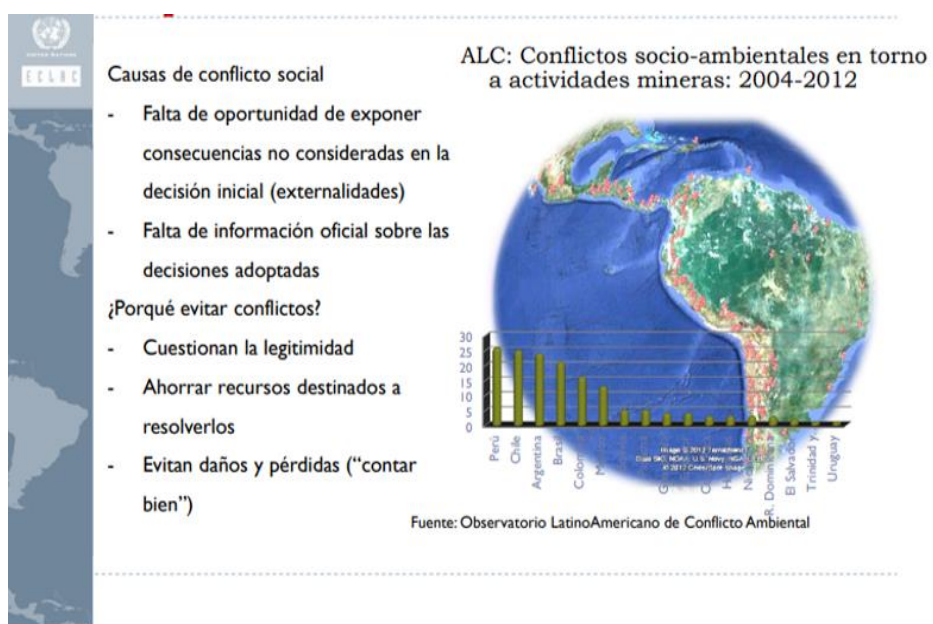 UNITED NATIONS
ECLAC
Causas de conflicto social
- Falta de oportunidad de exponer
consecuencias no consideradas en la
decisión inicial (externalidades)
- Falta de información oficial sobre las
decisiones adoptadas
¿Porqué evitar conflictos?
- Cuestionan la legitimidad
- Ahorrar recursos destinados a
resolverlos
- Evitan daños y pérdidas (“contar
bien”)
ALC: Conflictos socio-ambientales en torno
a actividades mineras: 2004-2012
30
25
20
15
10
5
0
Perú
Chile
Argentina
R. Dominicana
El Salvador
Trinidad y
Uruguay
Fuente: Observatorio LatinoAmericano de Conflicto Ambiental